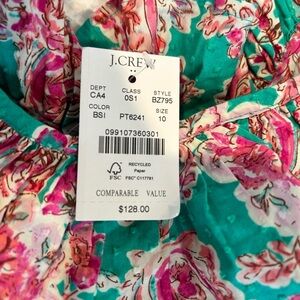 J.CREW
DEPT CLASS STYLE
CA4 0S1 BZ795
COLOR SIZE
BSI PT6241 10
099107360301
FSC
RECYCLED
Paper
FSC® C117791
COMPARABLE VALUE
$128.00